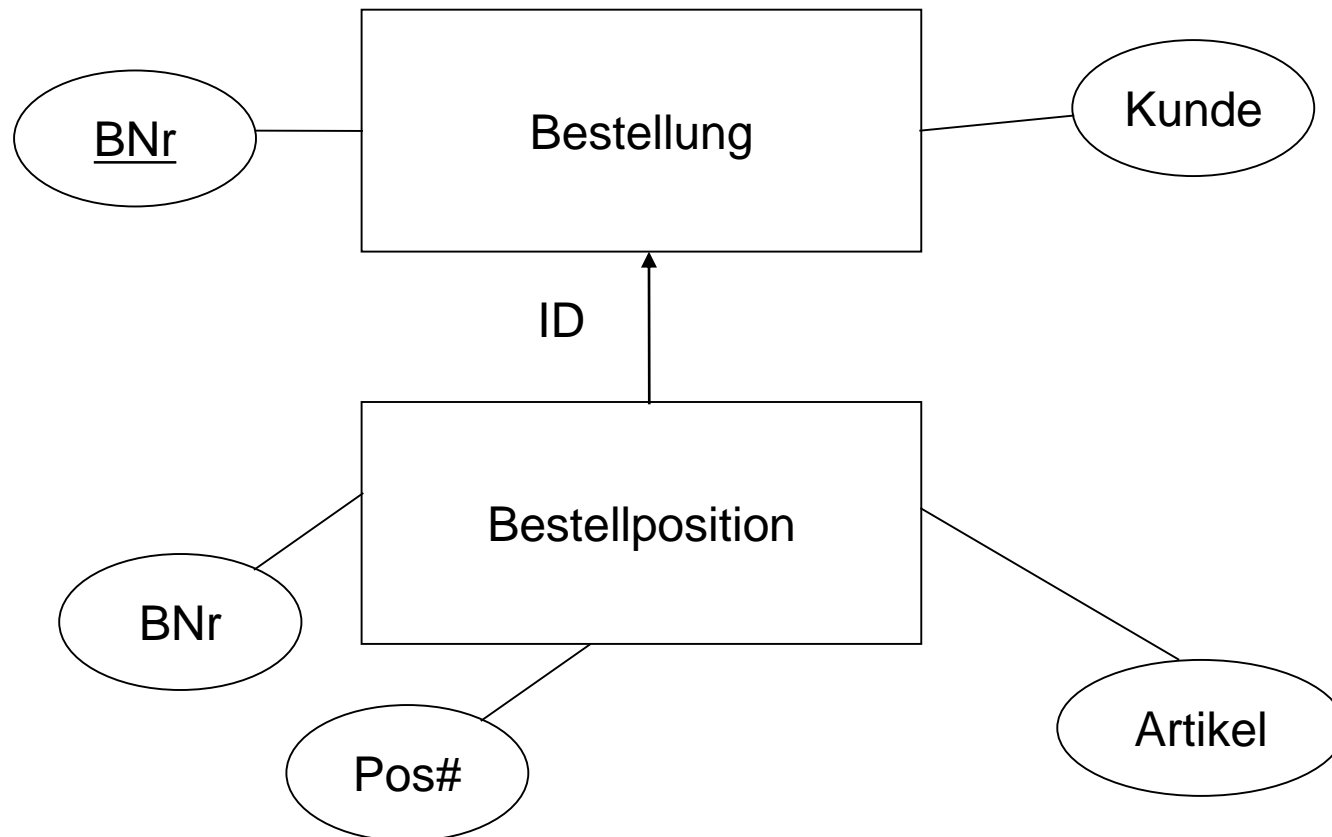 BNr
Bestellung
Kunde
ID
Bestellposition
BNr
Pos#
Artikel